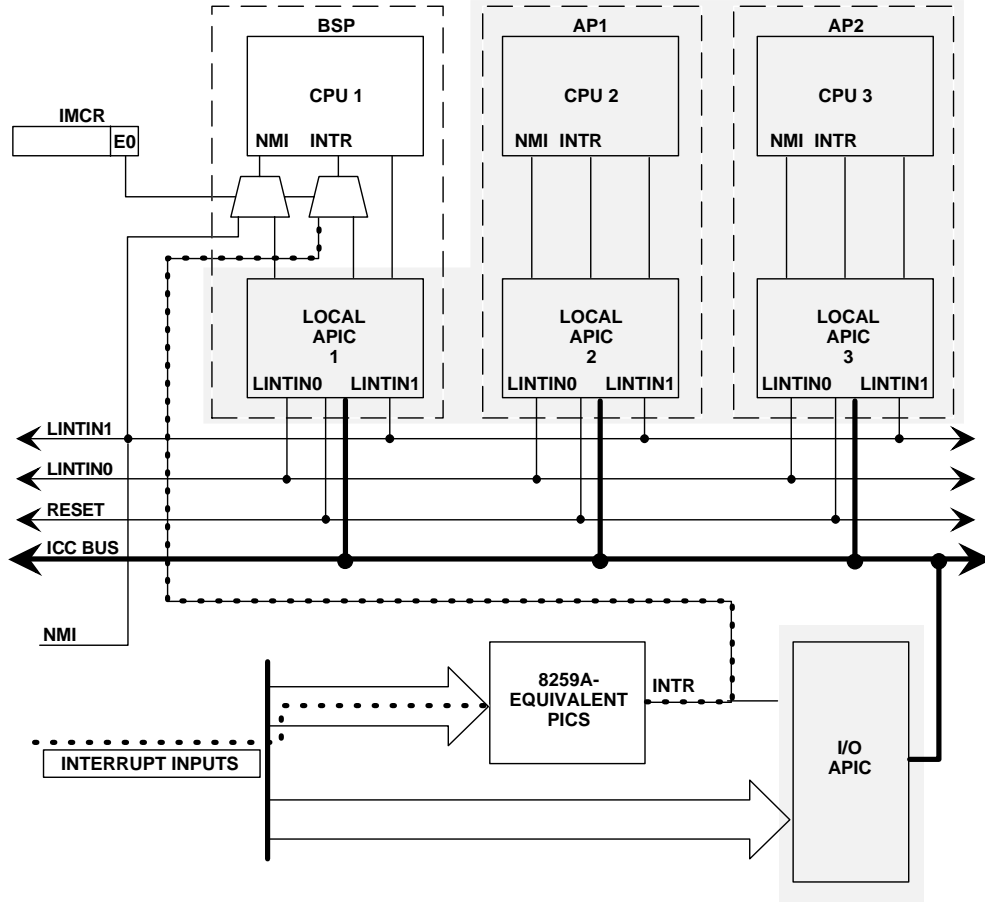 BSP
AP1
AP2
CPU 1
CPU 2
CPU 3
IMCR
E0
NMI INTR
NMI INTR
NMI INTR
LOCAL
APIC
1
LOCAL
APIC
2
LOCAL
APIC
3
LINTIN0 LINTIN1
LINTIN0 LINTIN1
LINTIN0 LINTIN1
LINTIN1
LINTIN0
RESET
ICC BUS
NMI
8259A-
EQUIVALENT
PICS
INTR
I/O
APIC
INTERRUPT INPUTS